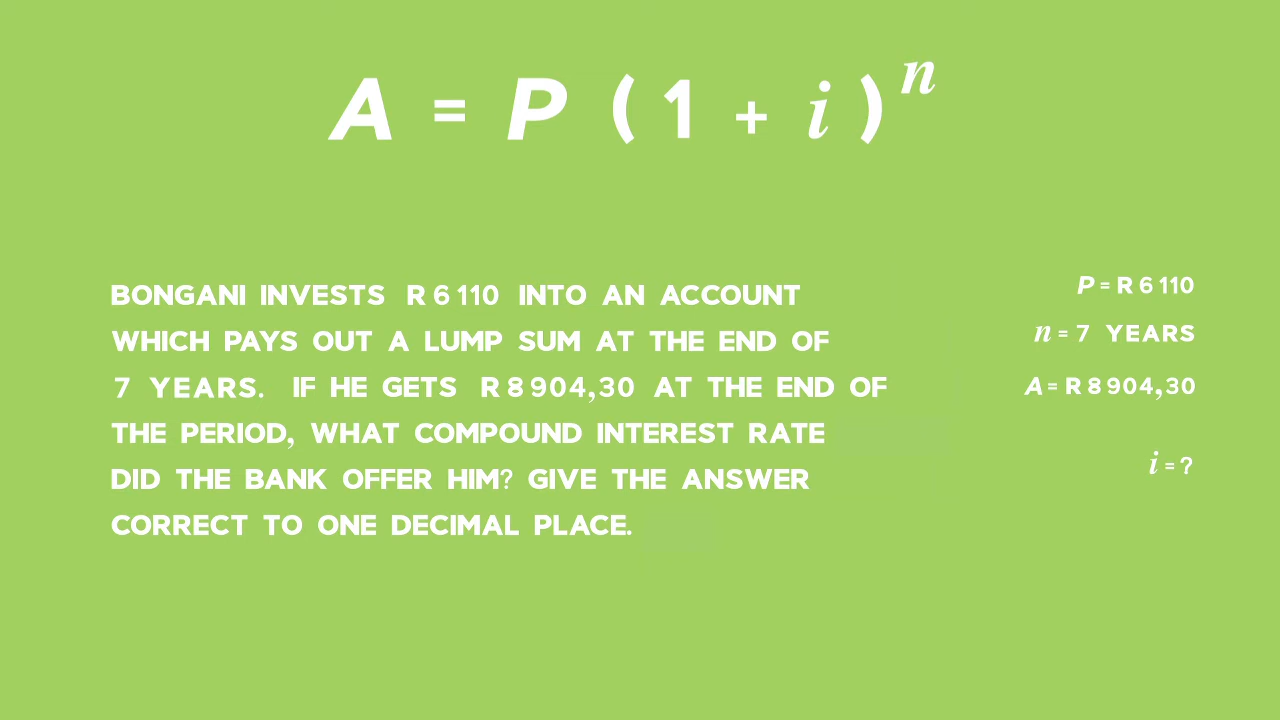 A = P (1 + i)ⁿ
BONGANI INVESTS R 6 110 INTO AN ACCOUNT
WHICH PAYS OUT A LUMP SUM AT THE END OF
7 YEARS. IF HE GETS R 8 904,30 AT THE END OF
THE PERIOD, WHAT COMPOUND INTEREST RATE
DID THE BANK OFFER HIM? GIVE THE ANSWER
CORRECT TO ONE DECIMAL PLACE.
P = R 6 110
n = 7 YEARS
A = R 8 904,30
i = ?